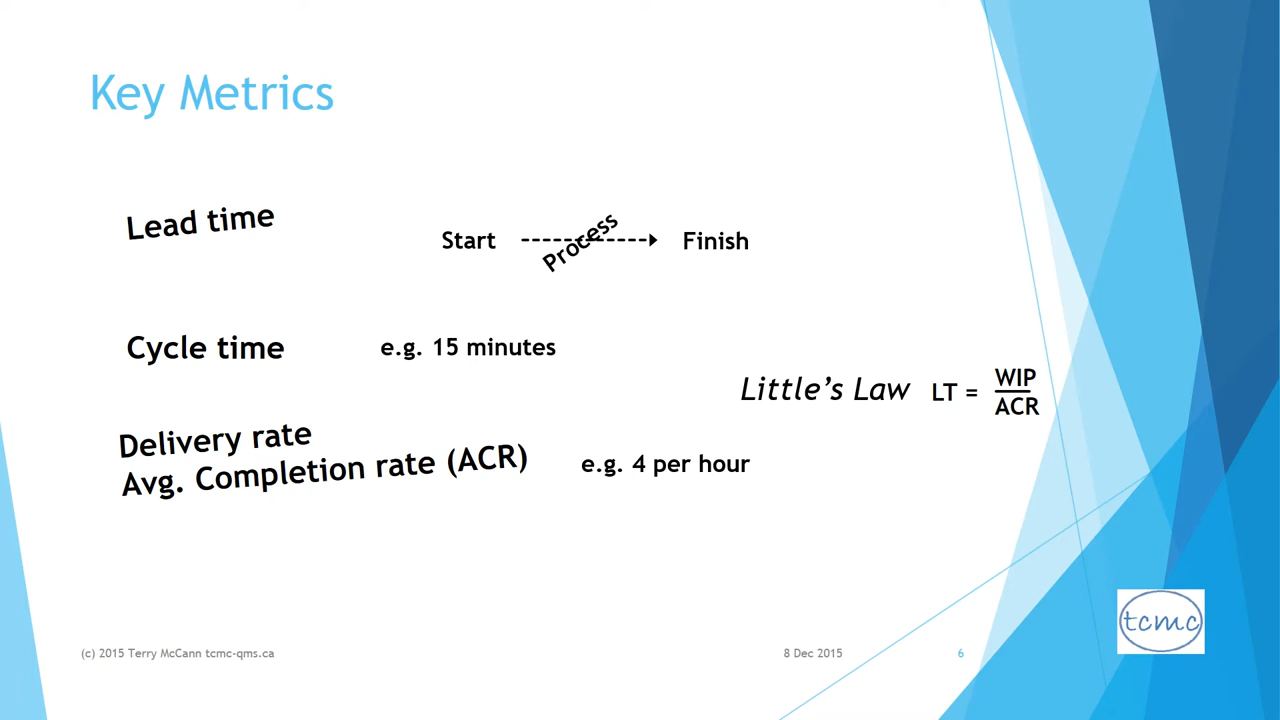 Key Metrics
Lead time
Start Process Finish
Cycle time e.g. 15 minutes
Little’s Law LT = WIP
ACR
Delivery rate
Avg. Completion rate (ACR) e.g. 4 per hour
(c) 2015 Terry McCann tcmc-qms.ca 8 Dec 2015 6
tcmc